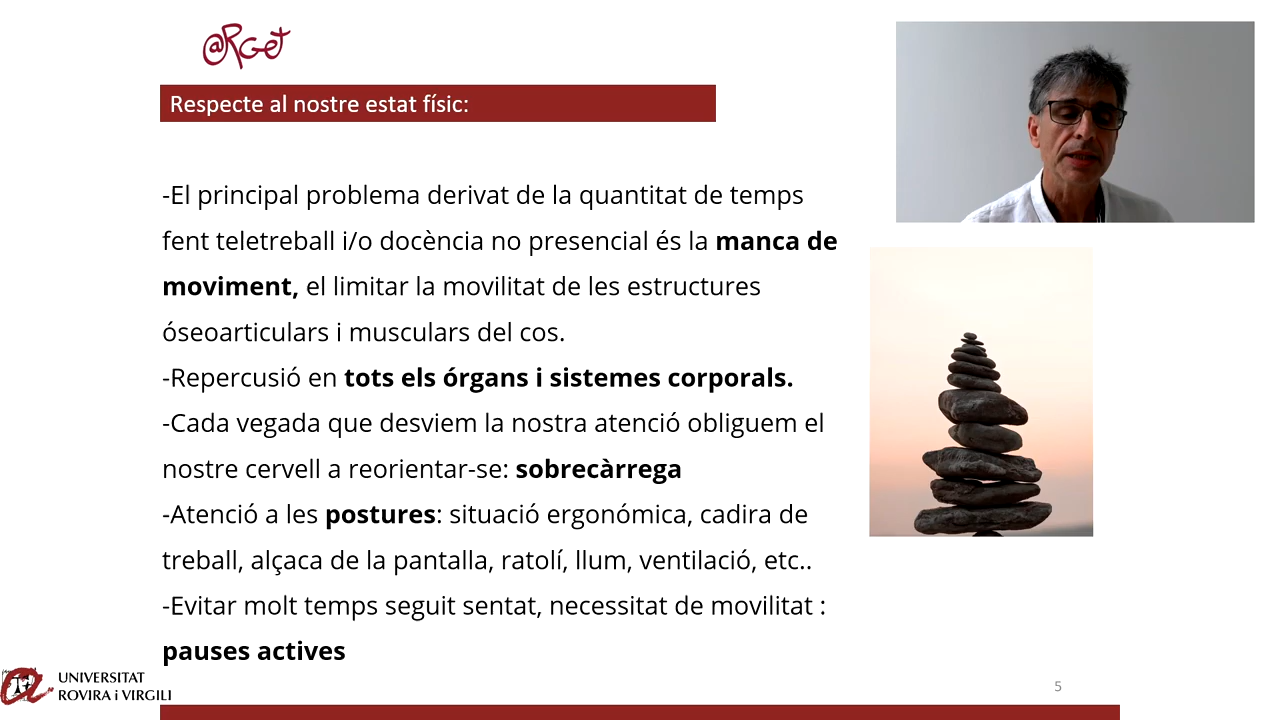 @RGet
Respecte al nostre estat físic:
-El principal problema derivat de la quantitat de temps
fent teletreball i/o docència no presencial és la manca de
moviment, el limitar la movilitat de les estructures
óseoarticulars i musculars del cos.
-Repercusió en tots els órgans i sistemes corporals.
-Cada vegada que desviem la nostra atenció obliguem el
nostre cervell a reorientar-se: sobrecàrrega
-Atenció a les postures: situació ergonómica, cadira de
treball, alçaca de la pantalla, ratolí, llum, ventilació, etc..
-Evitar molt temps seguit sentat, necessitat de movilitat :
pauses actives
UNIVERSITAT
ROVIRA i VIRGILI
5